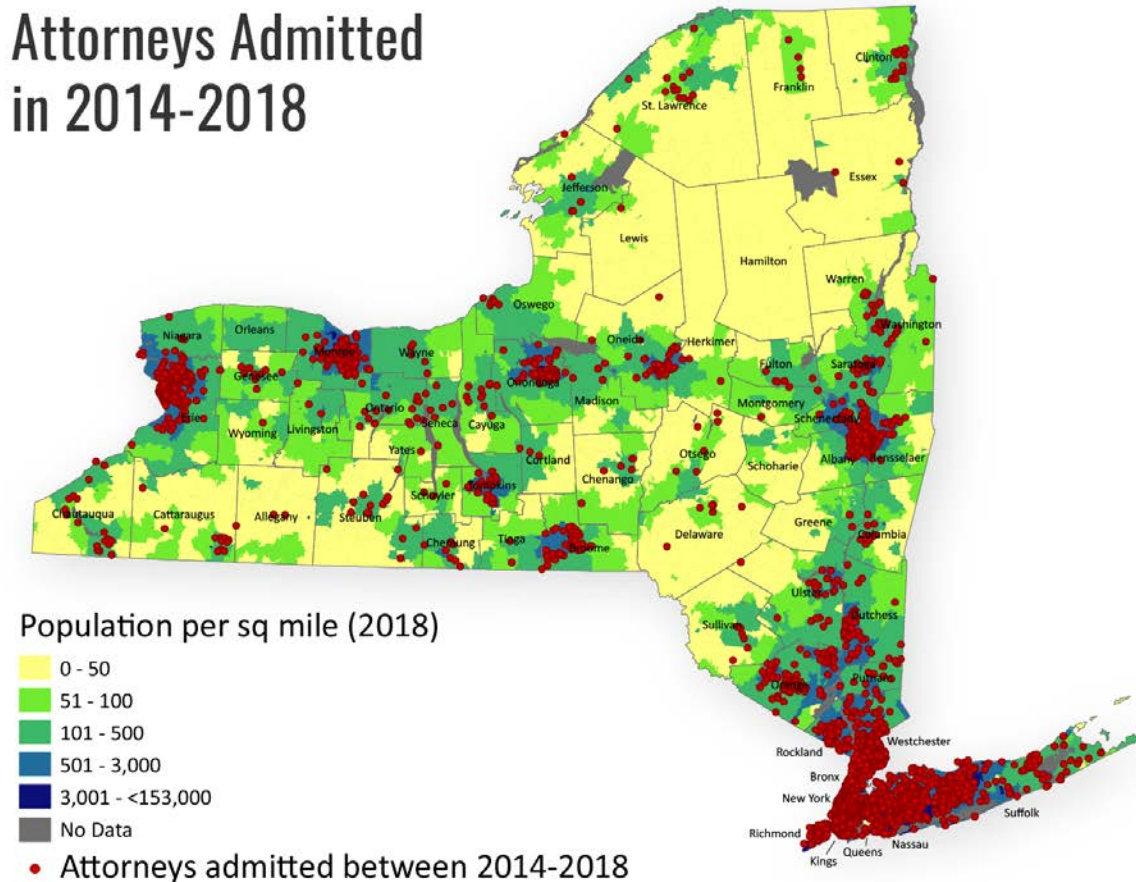 Attorneys Admitted
in 2014-2018
Clinton
Franklin
St. Lawrence
Essex
Jefferson
Lewis
Hamilton
Warren
Oswego
Washington
Niagara
Orleans
Oneida
Herkimer
Monroe
Wayne
Fulton
Saratoga
Genesee
Onondaga
Madison
Montgomery
Ontario
Erie
Seneca
Cayuga
Schenectady
Wyoming
Livingston
Yates
Cortland
Otsego
Schoharie
Albany
Rensselaer
Chenango
Tompkins
Schuyler
Chautauqua
Cattaraugus
Allegany
Steuben
Greene
Columbia
Delaware
Chemung
Tioga
Broome
Ulster
Dutchess
Sullivan
Putnam
Orange
Population per sq mile (2018)
0 - 50
51 - 100
101 - 500
501 - 3,000
3,001 - <153,000
No Data
Attorneys admitted between 2014-2018
Westchester
Rockland
Bronx
New York
Suffolk
Richmond
Nassau
Queens
Kings